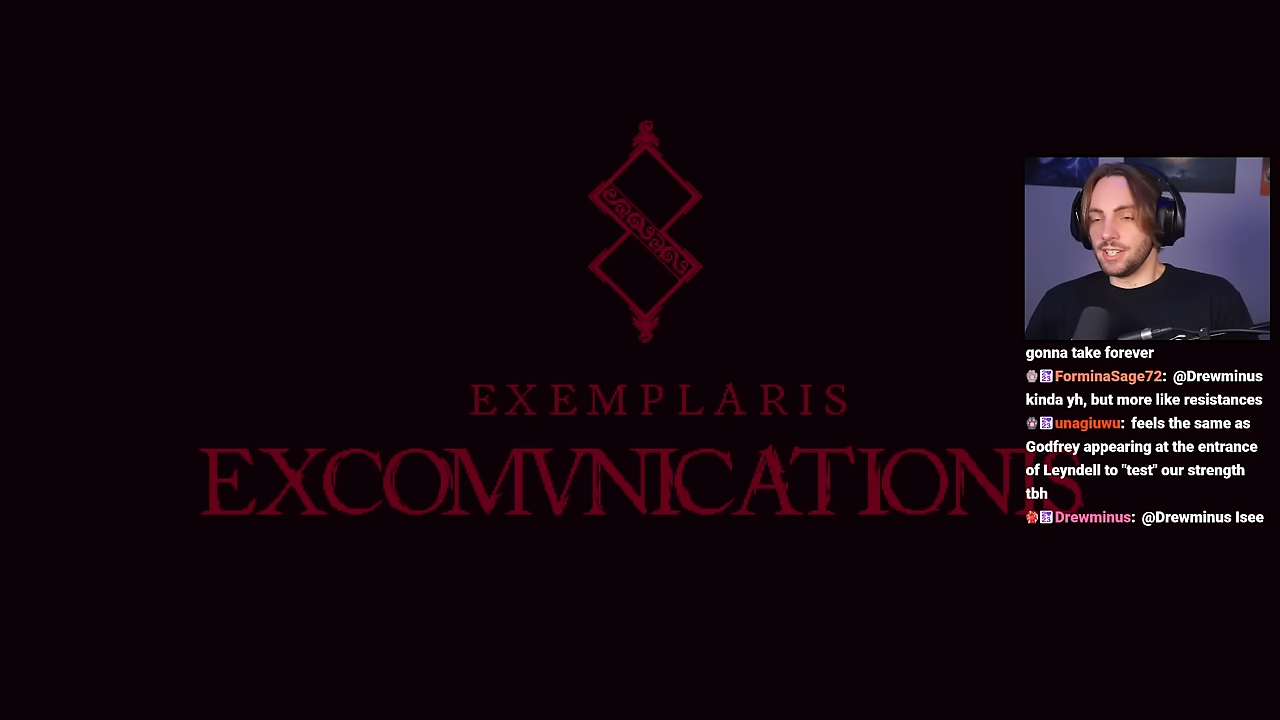 EXEMPLARIS
EXCOMVNICATIONIS
gonna take forever
ForminaSage72: @Drewminus
kinda yh, but more like resistances
unagiuwu: feels the same as
Godfrey appearing at the entrance
of Leyndell to "test" our strength
tbh
Drewminus: @Drewminus Isee